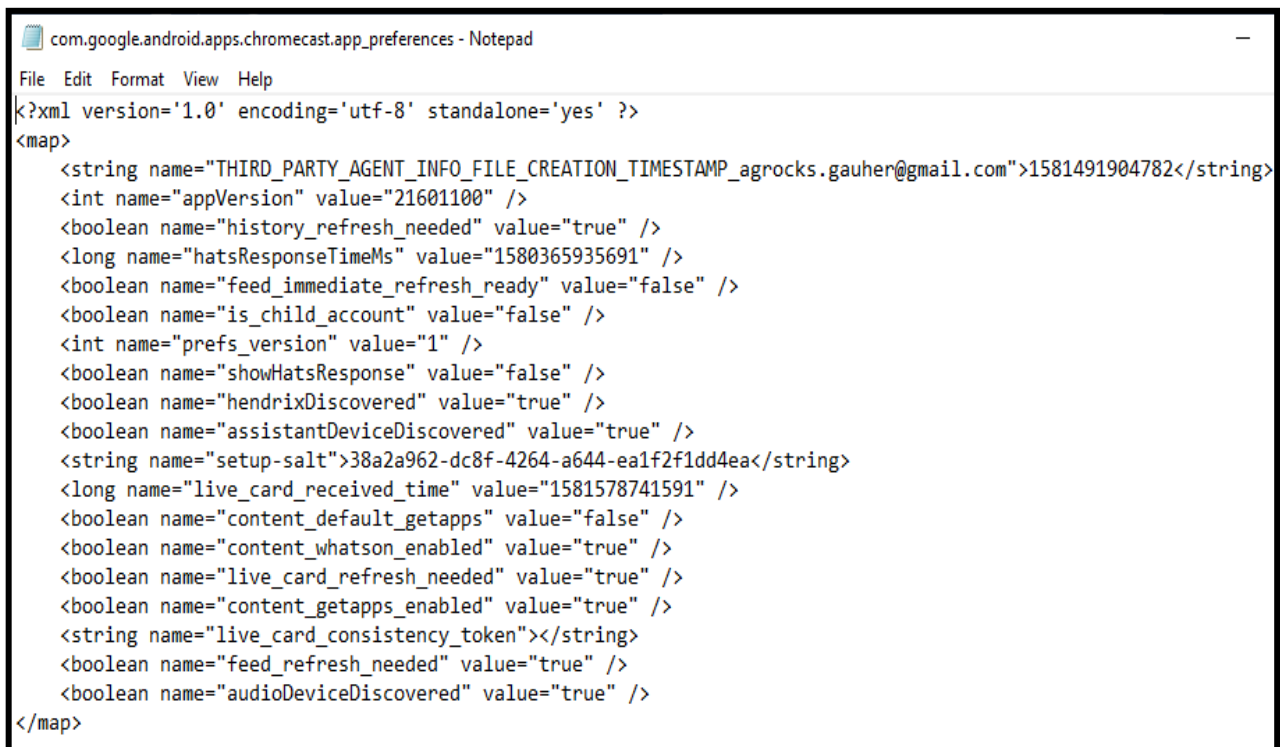 com.google.android.apps.chromecast.app_preferences - Notepad
File Edit Format View Help
<?xml version='1.0' encoding='utf-8' standalone='yes' ?>
<map>
    <string name="THIRD_PARTY_AGENT_INFO_FILE_CREATION_TIMESTAMP_agrocks.gauher@gmail.com">1581491904782</string>
    <int name="appVersion" value="21601100" />
    <boolean name="history_refresh_needed" value="true" />
    <long name="hatsResponseTimeMs" value="1580365935691" />
    <boolean name="feed_immediate_refresh_ready" value="false" />
    <boolean name="is_child_account" value="false" />
    <int name="prefs_version" value="1" />
    <boolean name="showHatsResponse" value="false" />
    <boolean name="hendrixDiscovered" value="true" />
    <boolean name="assistantDeviceDiscovered" value="true" />
    <string name="setup-salt">38a2a962-dc8f-4264-a644-ea1f2f1dd4ea</string>
    <long name="live_card_received_time" value="1581578741591" />
    <boolean name="content_default_getapps" value="false" />
    <boolean name="content_whatson_enabled" value="true" />
    <boolean name="live_card_refresh_needed" value="true" />
    <boolean name="content_getapps_enabled" value="true" />
    <string name="live_card_consistency_token"></string>
    <boolean name="feed_refresh_needed" value="true" />
    <boolean name="audioDeviceDiscovered" value="true" />
</map>